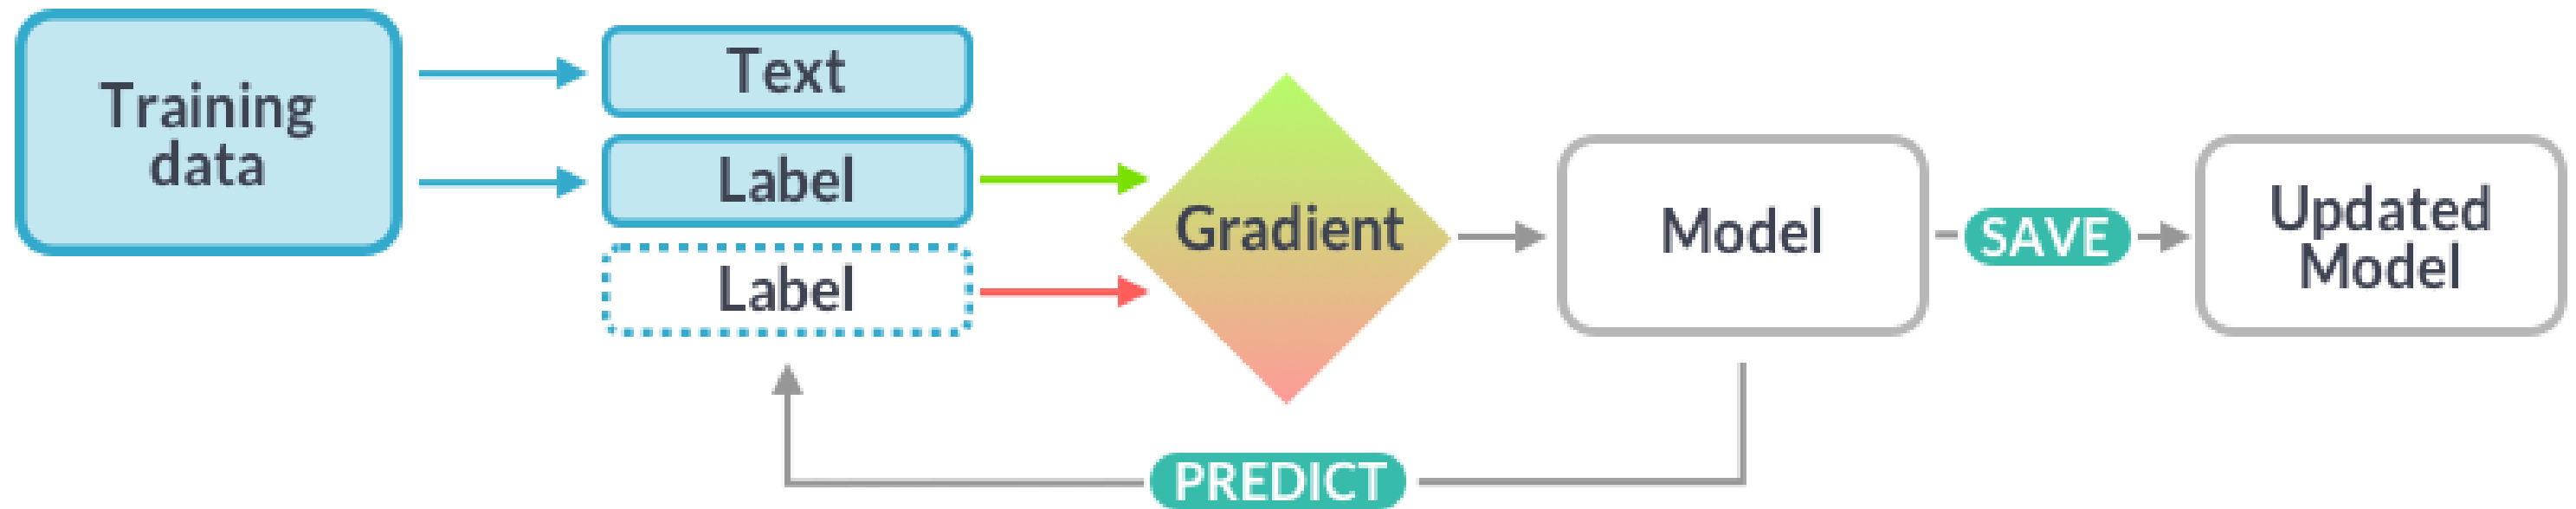 Training
data
Text
Label
Label
Gradient
Model
SAVE
Updated
Model
PREDICT